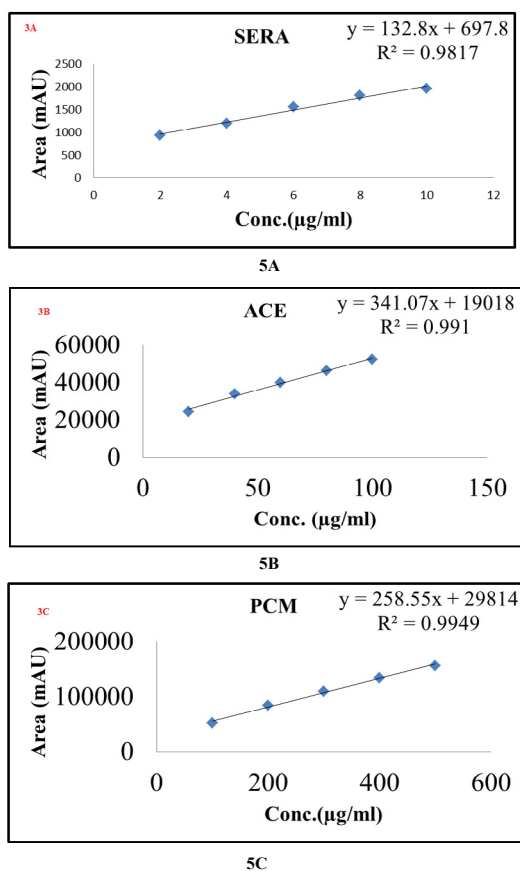 3A
SERA
y = 132.8x + 697.8
R² = 0.9817
Area (mAU)
2500
2000
1500
1000
500
0
0 2 4 6 8 10 12
Conc.(µg/ml)
5A
3B
ACE
y = 341.07x + 19018
R² = 0.991
Area (mAU)
60000
40000
20000
0
0 50 100 150
Conc. (µg/ml)
5B
3C
PCM
y = 258.55x + 29814
R² = 0.9949
Area (mAU)
200000
100000
0
0 200 400 600
Conc.(µg/ml)
5C